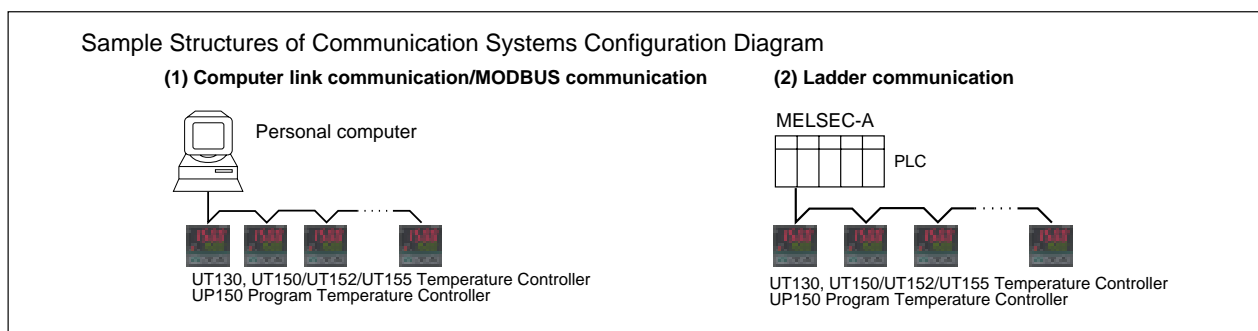 Sample Structures of Communication Systems Configuration Diagram
(1) Computer link communication/MODBUS communication
Personal computer
UT130, UT150/UT152/UT155 Temperature Controller
UP150 Program Temperature Controller
(2) Ladder communication
MELSEC-A
PLC
UT130, UT150/UT152/UT155 Temperature Controller
UP150 Program Temperature Controller